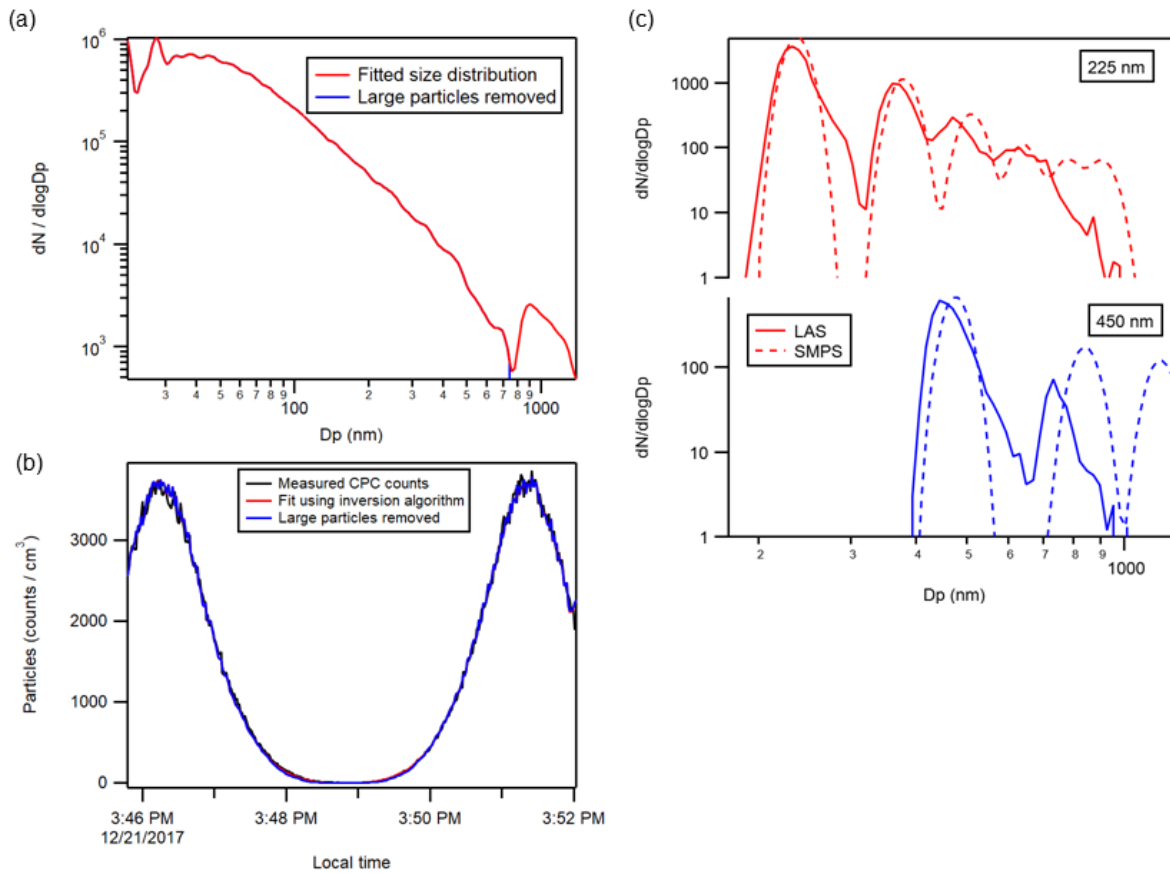 (a)
10^6
10^5
10^4
10^3
dN / dlogDp
Fitted size distribution
Large particles removed
3 4 5 6 7 8 9 100 2 3 4 5 6 7 8 9 1000
Dp (nm)
(b)
Measured CPC counts
Fit using inversion algorithm
Large particles removed
3000
2000
1000
0
Particles (counts / cm^3)
3:46 PM 3:48 PM 3:50 PM 3:52 PM
12/21/2017
Local time
(c)
225 nm
1000
100
10
1
dN/dlogDp
450 nm
LAS
SMPS
100
10
1
dN/dlogDp
2 3 4 5 6 7 8 9 1000
Dp (nm)